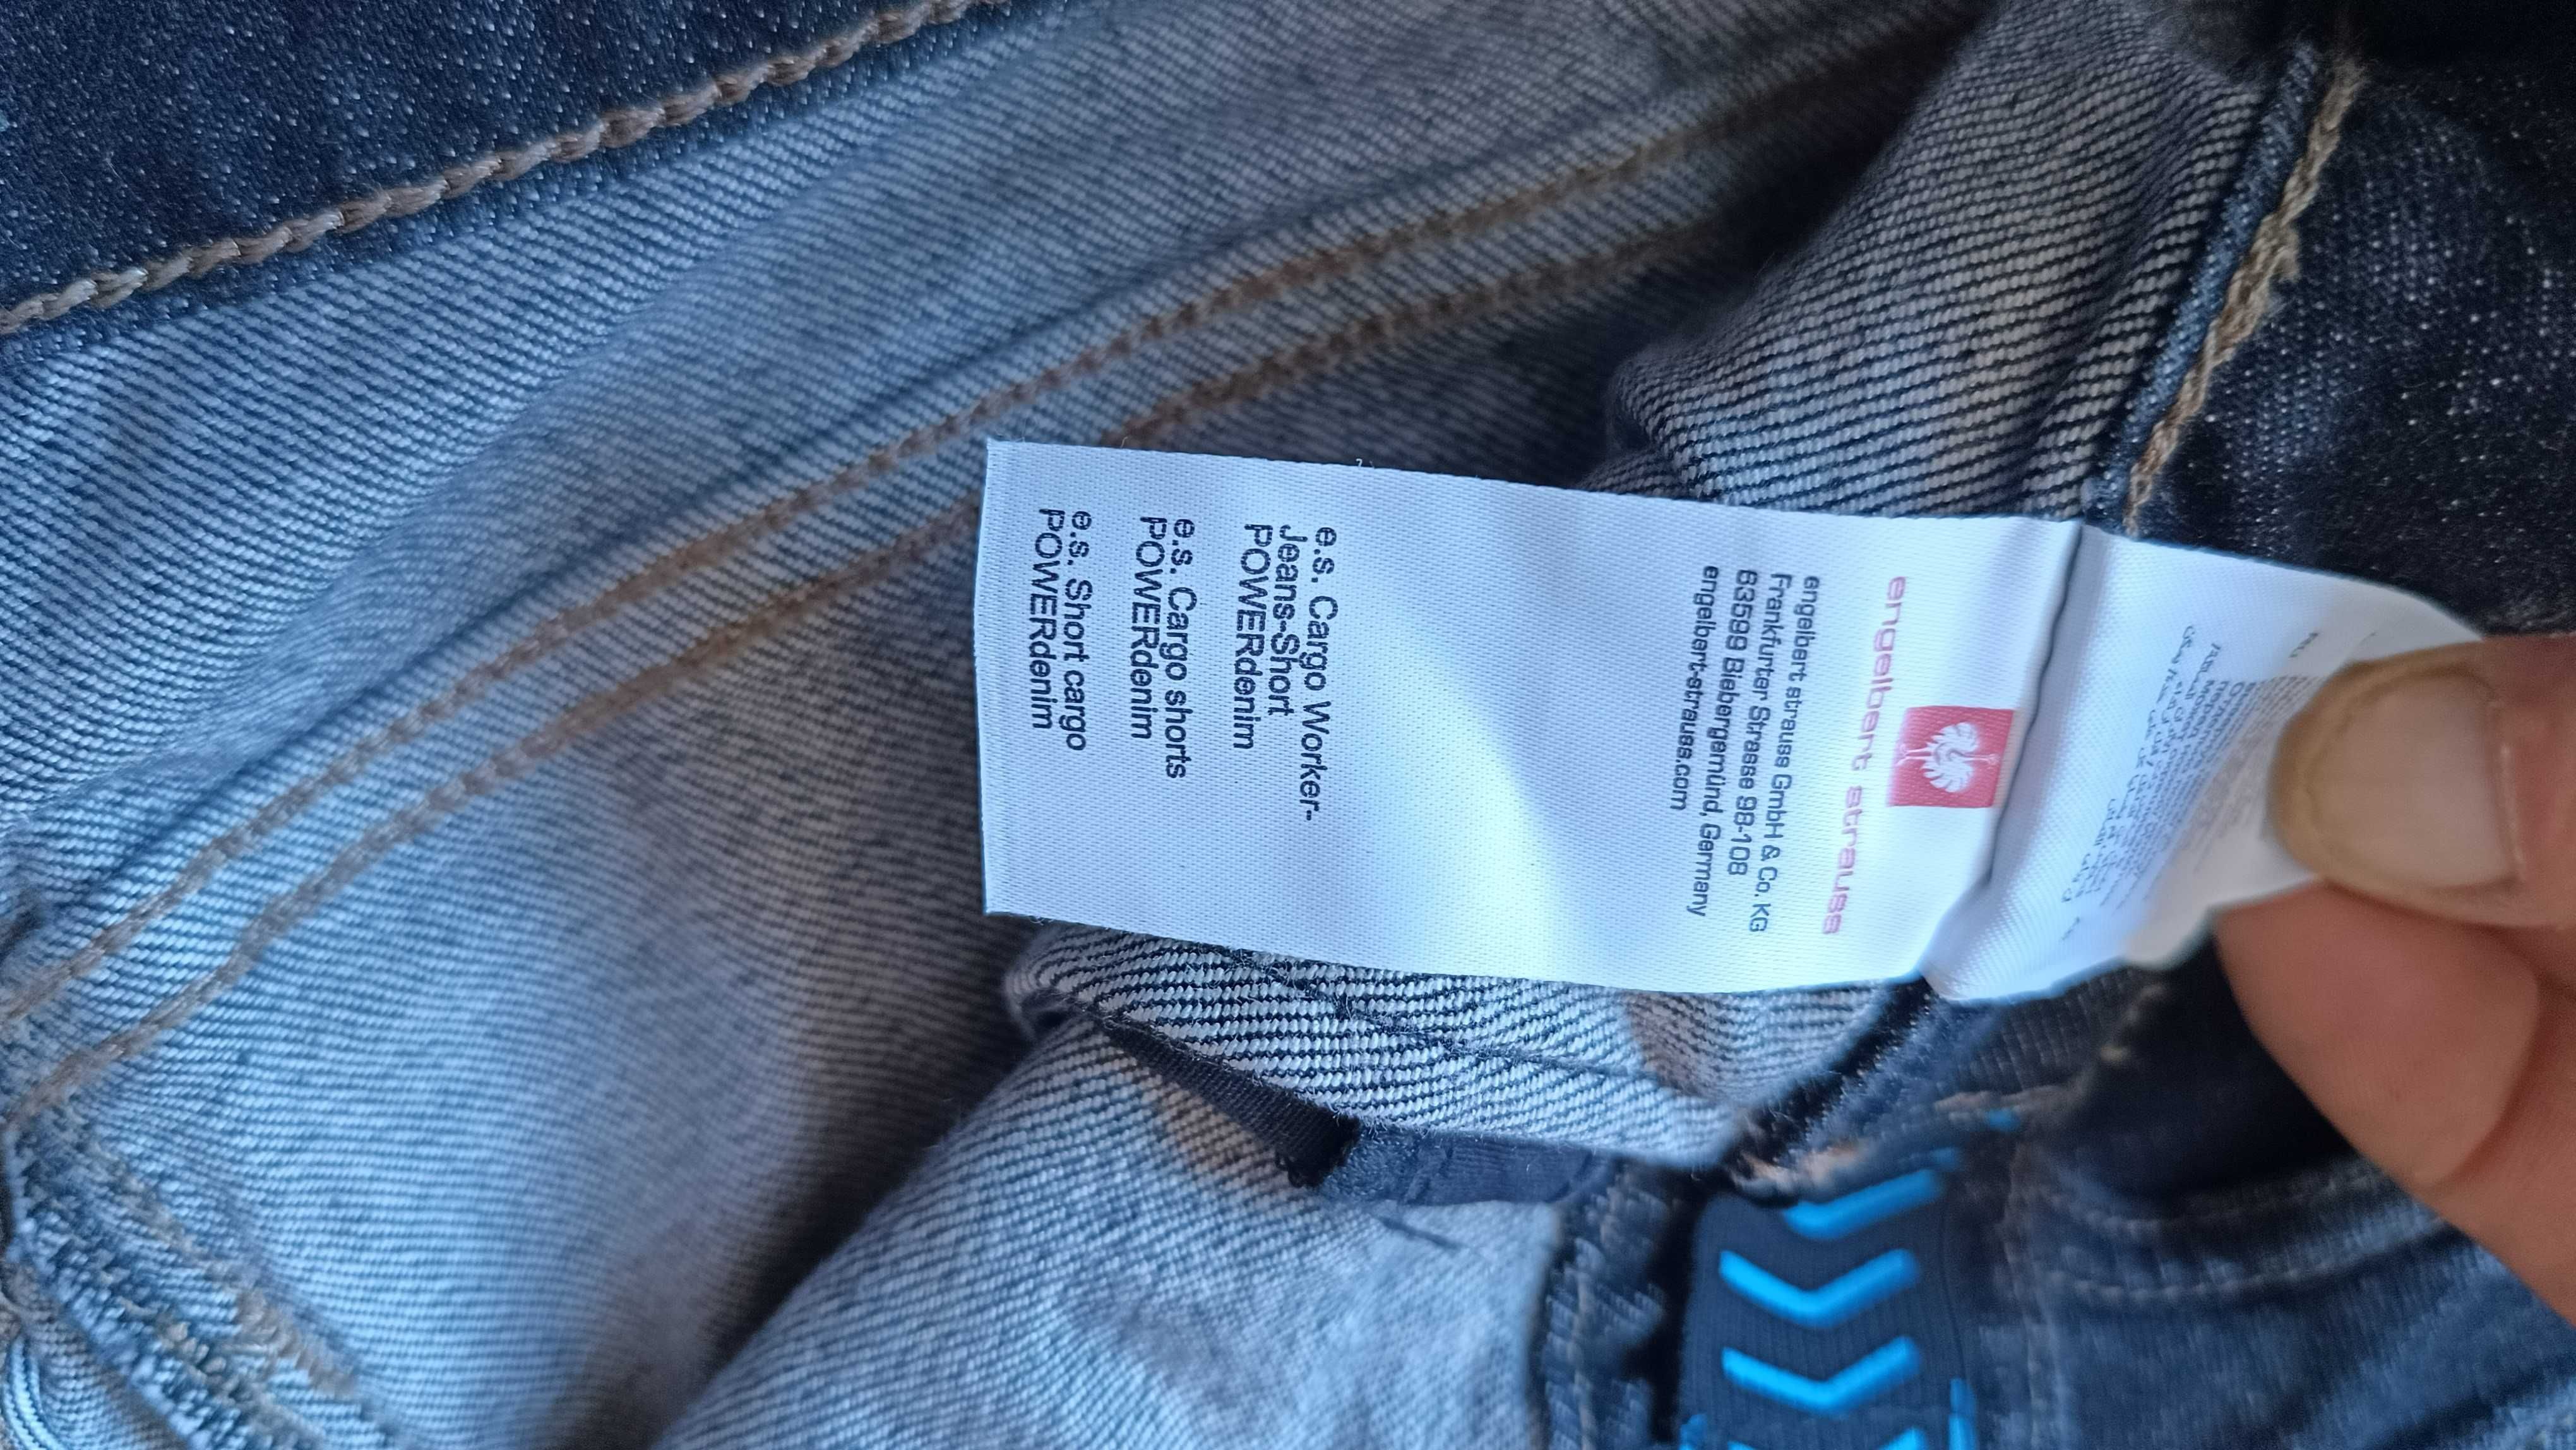 engelbert strauss
engelbert strauss GmbH & Co. KG
Frankfurter Strasse 98-108
63599 Biebergemünd, Germany
engelbert-strauss.com
e.s. Cargo Worker-
Jeans-Short
POWERdenim
e.s. Cargo shorts
POWERdenim
e.s. Short cargo
POWERdenim